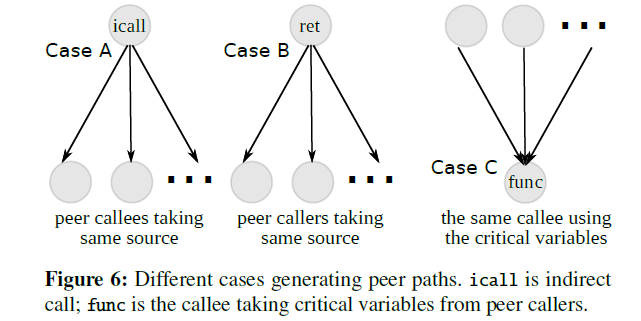 icall
ret
Case A
Case B
Case C
func
peer callees taking
same source
peer callers taking
same source
the same callee using
the critical variables
Figure 6: Different cases generating peer paths. icall is indirect
call; func is the callee taking critical variables from peer callers.